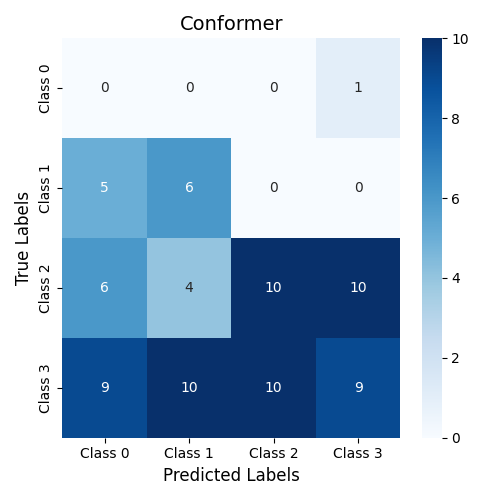 Conformer
True Labels
Class 0
0 0 0 1
Class 1
5 6 0 0
Class 2
6 4 10 10
Class 3
9 10 10 9
Class 0 Class 1 Class 2 Class 3
Predicted Labels
10
8
6
4
2
0